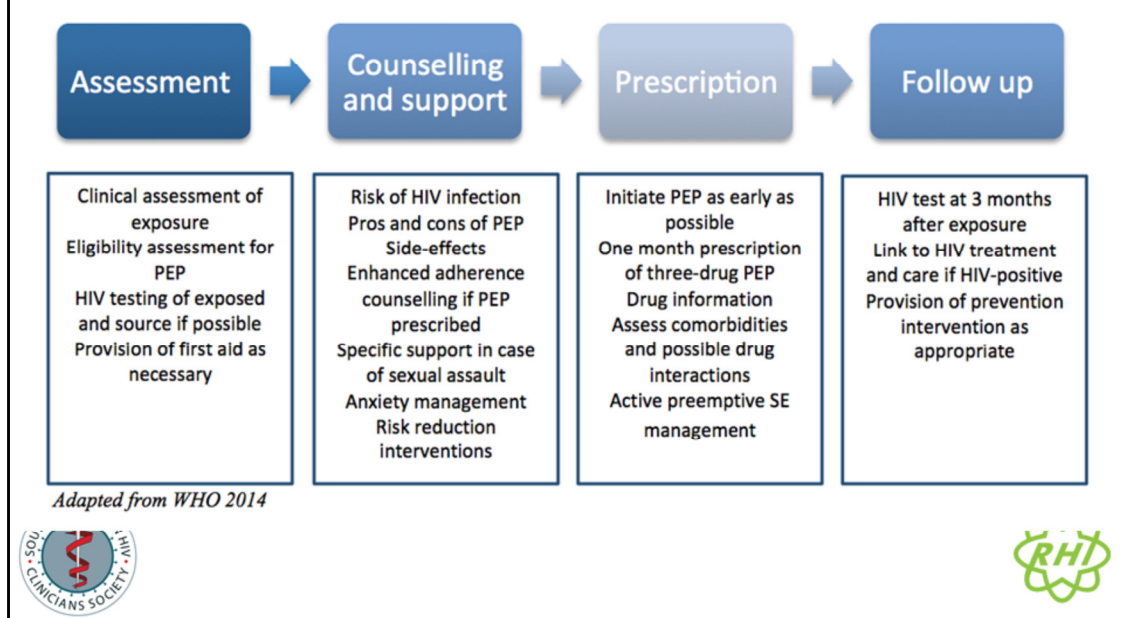 Assessment
Counselling
and support
Prescription
Follow up
Clinical assessment of
exposure
Eligibility assessment for
PEP
HIV testing of exposed
and source if possible
Provision of first aid as
necessary
Risk of HIV infection
Pros and cons of PEP
Side-effects
Enhanced adherence
counselling if PEP
prescribed
Specific support in case
of sexual assault
Anxiety management
Risk reduction
interventions
Initiate PEP as early as
possible
One month prescription
of three-drug PEP
Drug information
Assess comorbidities
and possible drug
interactions
Active preemptive SE
management
HIV test at 3 months
after exposure
Link to HIV treatment
and care if HIV-positive
Provision of prevention
intervention as
appropriate
Adapted from WHO 2014
HIV
CLINICIANS SOCIETY
RHI